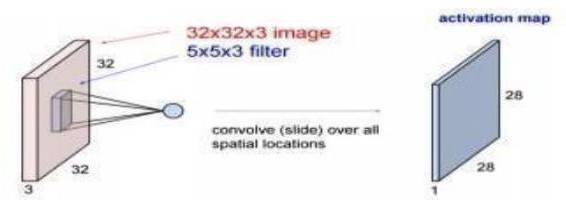 activation map
32x32x3 image
5x5x3 filter
32
28
convolve (slide) over all
spatial locations
32
28
3
1